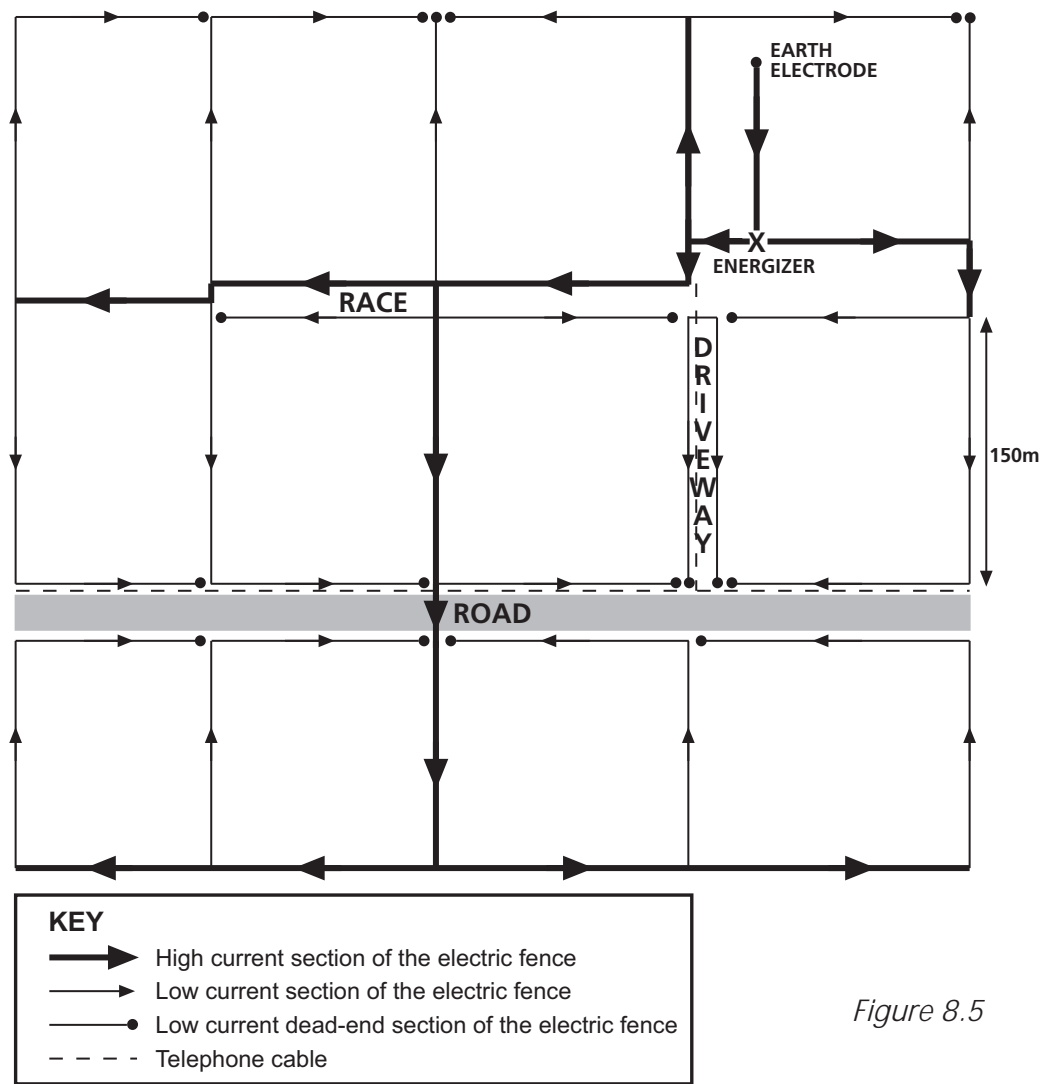 EARTH
ELECTRODE
X
ENERGIZER
RACE
DRIVEWAY
150m
ROAD
KEY
High current section of the electric fence
Low current section of the electric fence
Low current dead-end section of the electric fence
Telephone cable
Figure 8.5